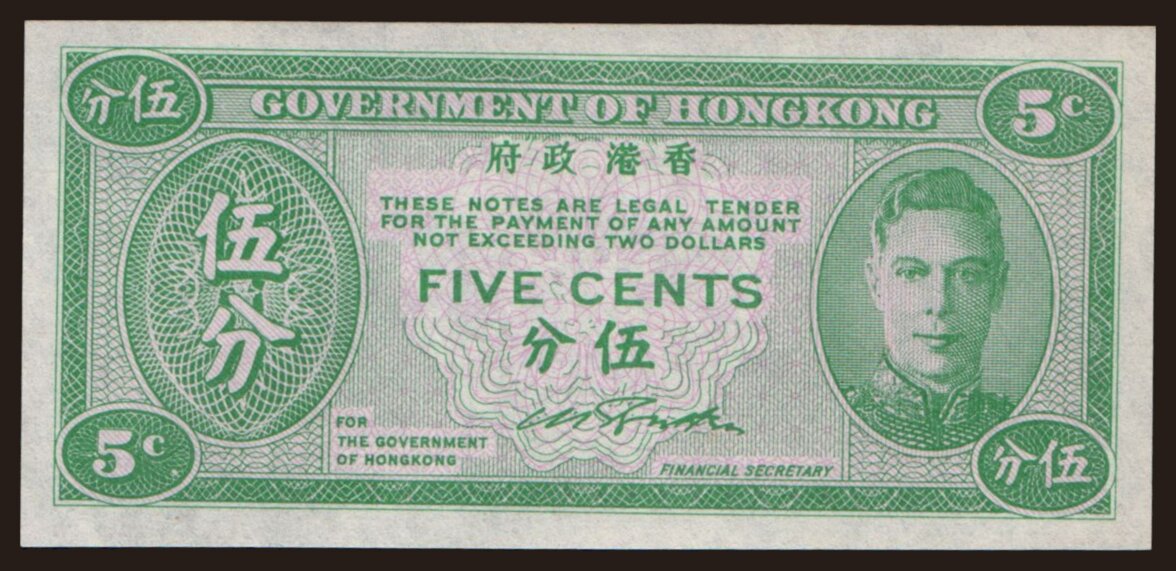 分伍
GOVERNMENT OF HONGKONG
5c
府政港香
THESE NOTES ARE LEGAL TENDER
FOR THE PAYMENT OF ANY AMOUNT
NOT EXCEEDING TWO DOLLARS
伍
分
FIVE CENTS
分伍
FOR
THE GOVERNMENT
OF HONGKONG
5c
FINANCIAL SECRETARY
分伍